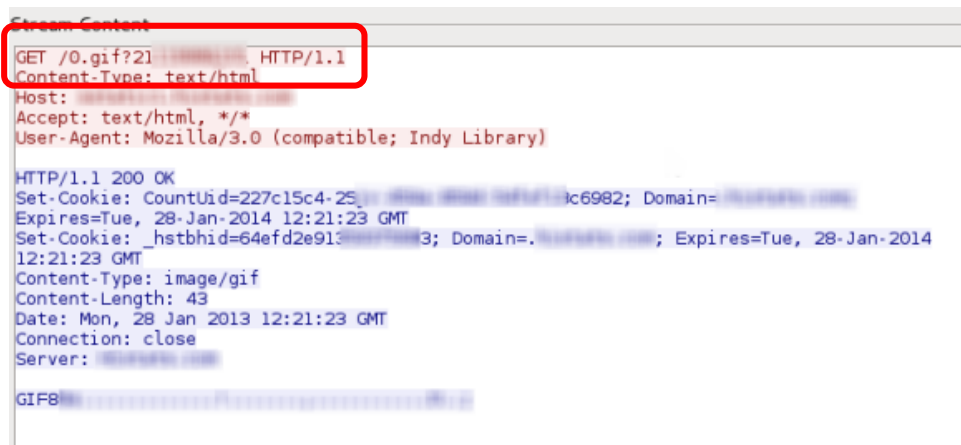 Stream Content
GET /0.gif?21 HTTP/1.1
Content-Type: text/html
Host:
Accept: text/html, */*
User-Agent: Mozilla/3.0 (compatible; Indy Library)
HTTP/1.1 200 OK
Set-Cookie: CountUid=227c15c4-25 c6982; Domain=
Expires=Tue, 28-Jan-2014 12:21:23 GMT
Set-Cookie: _hstbhid=64efd2e913 3; Domain=. ; Expires=Tue, 28-Jan-2014
12:21:23 GMT
Content-Type: image/gif
Content-Length: 43
Date: Mon, 28 Jan 2013 12:21:23 GMT
Connection: close
Server:
GIF8